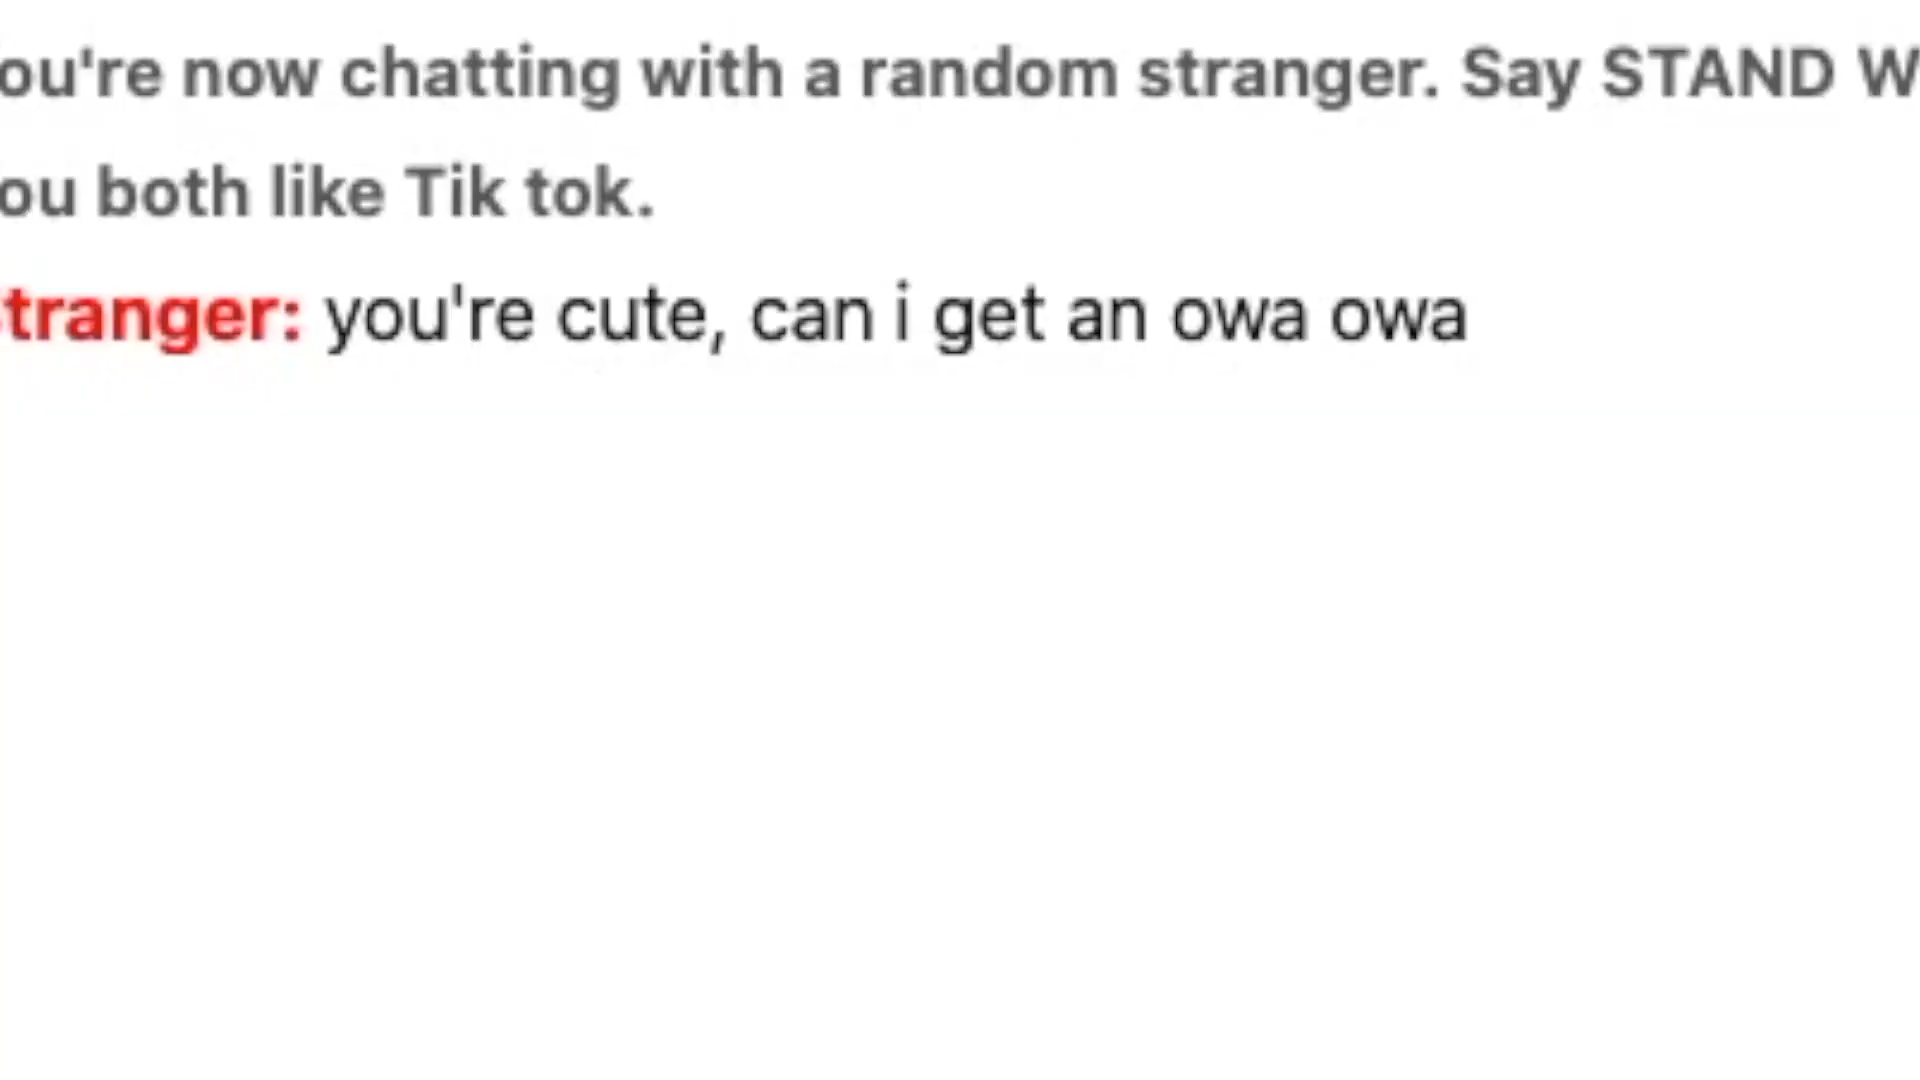 ou're now chatting with a random stranger. Say STAND W
ou both like Tik tok.
tranger: you're cute, can i get an owa owa